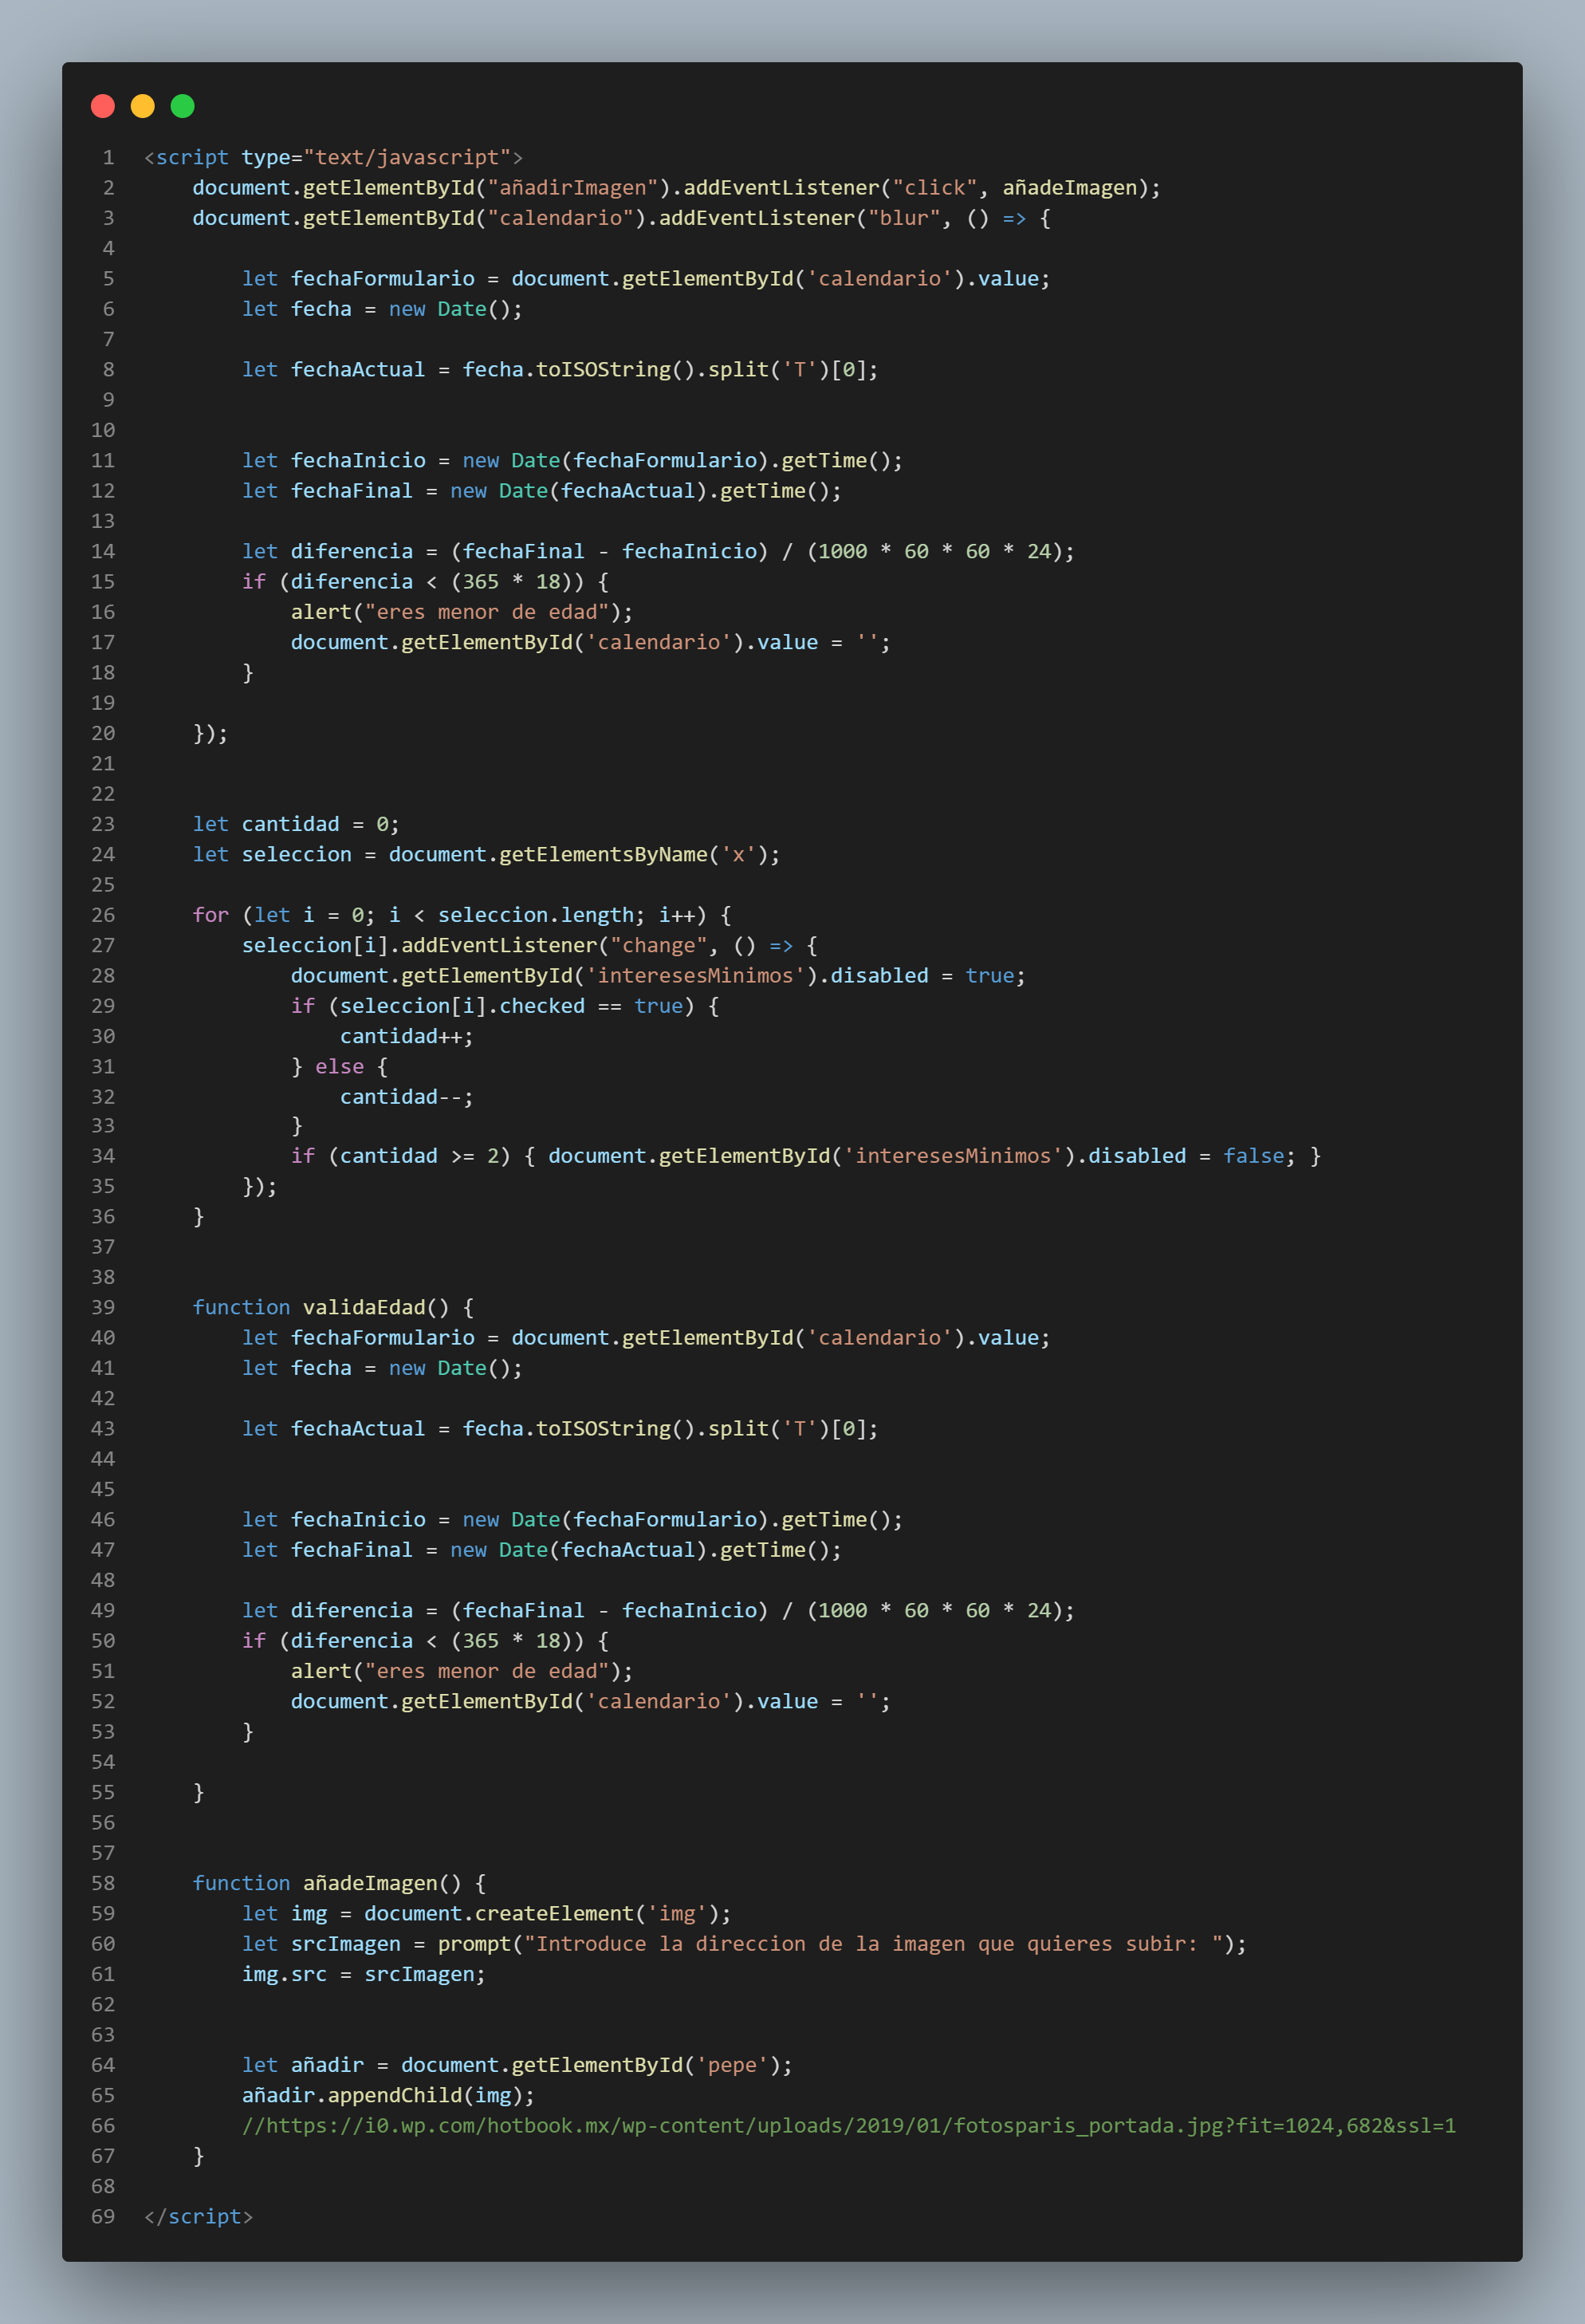 1 <script type="text/javascript">
2     document.getElementById("añadirImagen").addEventListener("click", añadeImagen);
3     document.getElementById("calendario").addEventListener("blur", () => {
4
5         let fechaFormulario = document.getElementById('calendario').value;
6         let fecha = new Date();
7
8         let fechaActual = fecha.toISOString().split('T')[0];
9
10
11         let fechaInicio = new Date(fechaFormulario).getTime();
12         let fechaFinal = new Date(fechaActual).getTime();
13
14         let diferencia = (fechaFinal - fechaInicio) / (1000 * 60 * 60 * 24);
15         if (diferencia < (365 * 18)) {
16             alert("eres menor de edad");
17             document.getElementById('calendario').value = '';
18         }
19
20     });
21
22
23     let cantidad = 0;
24     let seleccion = document.getElementsByName('x');
25
26     for (let i = 0; i < seleccion.length; i++) {
27         seleccion[i].addEventListener("change", () => {
28             document.getElementById('interesesMinimos').disabled = true;
29             if (seleccion[i].checked == true) {
30                 cantidad++;
31             } else {
32                 cantidad--;
33             }
34             if (cantidad >= 2) { document.getElementById('interesesMinimos').disabled = false; }
35         });
36     }
37
38
39     function validaEdad() {
40         let fechaFormulario = document.getElementById('calendario').value;
41         let fecha = new Date();
42
43         let fechaActual = fecha.toISOString().split('T')[0];
44
45
46         let fechaInicio = new Date(fechaFormulario).getTime();
47         let fechaFinal = new Date(fechaActual).getTime();
48
49         let diferencia = (fechaFinal - fechaInicio) / (1000 * 60 * 60 * 24);
50         if (diferencia < (365 * 18)) {
51             alert("eres menor de edad");
52             document.getElementById('calendario').value = '';
53         }
54
55     }
56
57
58     function añadeImagen() {
59         let img = document.createElement('img');
60         let srcImagen = prompt("Introduce la direccion de la imagen que quieres subir: ");
61         img.src = srcImagen;
62
63
64         let añadir = document.getElementById('pepe');
65         añadir.appendChild(img);
66         //https://i0.wp.com/hotbook.mx/wp-content/uploads/2019/01/fotosparis_portada.jpg?fit=1024,682&ssl=1
67     }
68
69 </script>